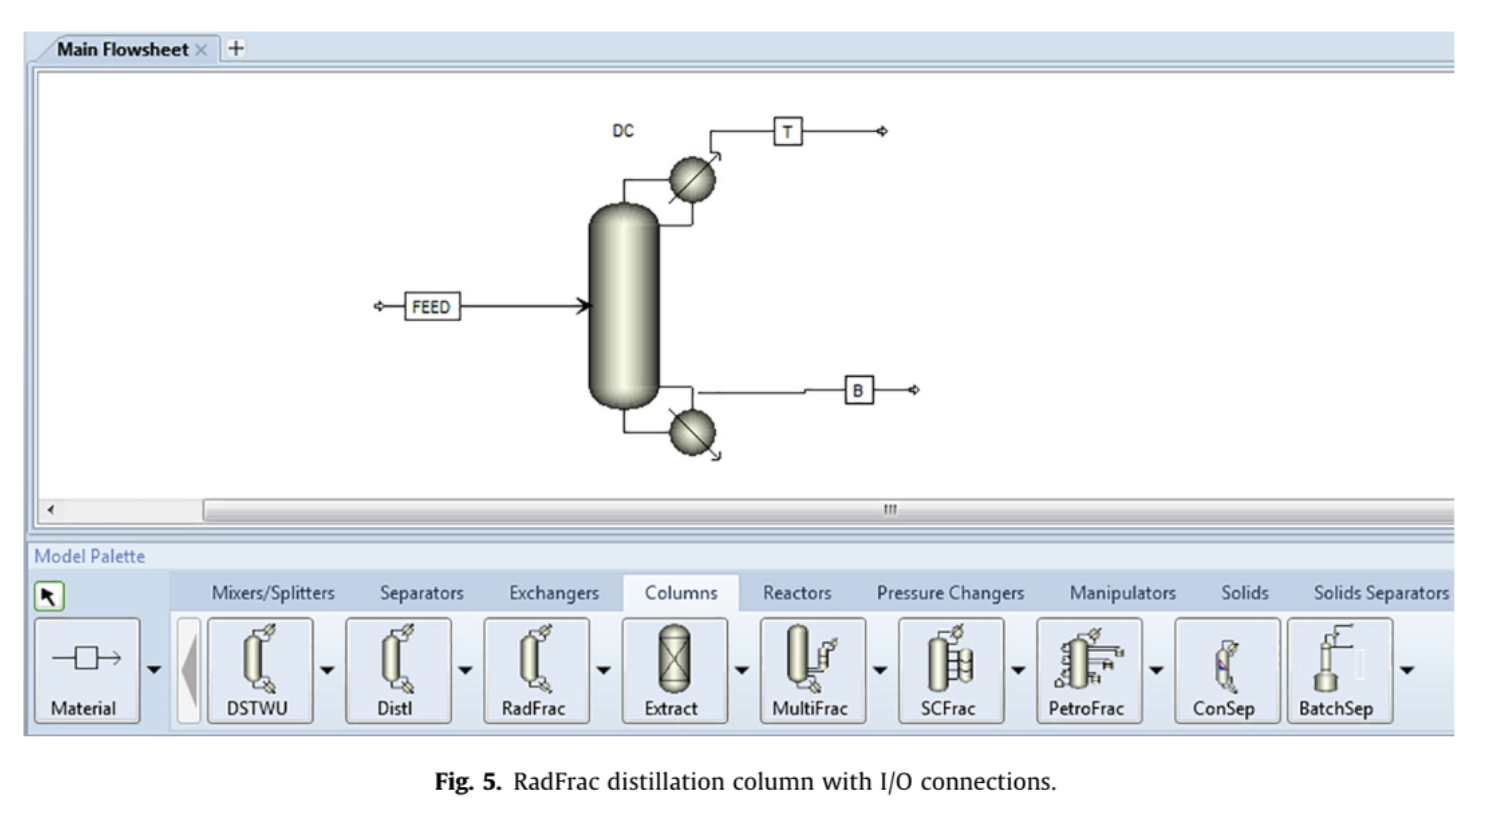 Main Flowsheet
DC
T
FEED
B
Model Palette
Mixers/Splitters Separators Exchangers Columns Reactors Pressure Changers Manipulators Solids Solids Separators
Material DSTWU Distl RadFrac Extract MultiFrac SCFrac PetroFrac ConSep BatchSep
Fig. 5. RadFrac distillation column with I/O connections.